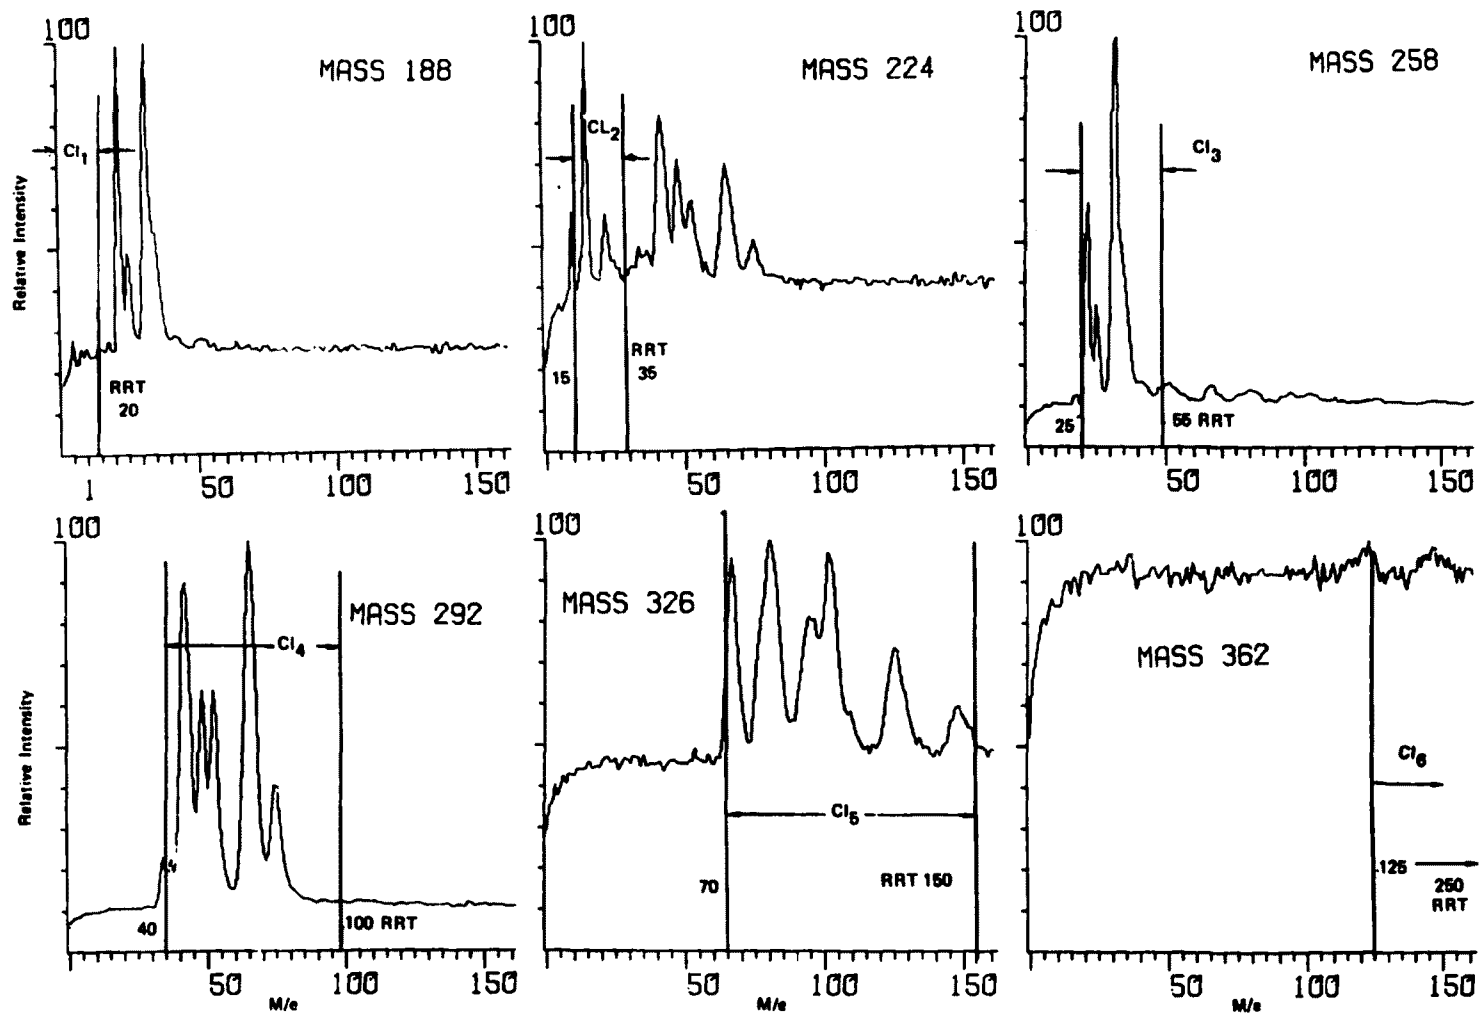 100
MASS 188
Cl1
Relative Intensity
RRT
20
1
50
100
150
100
MASS 224
CL2
15
RRT
35
50
100
150
100
MASS 258
Cl3
25
55 RRT
50
100
150
100
MASS 292
Cl4
Relative Intensity
40
100 RRT
50
100
150
M/e
100
MASS 326
Cl5
70
RRT 150
50
100
150
M/e
100
MASS 362
Cl6
125
250
RRT
50
100
150
M/e